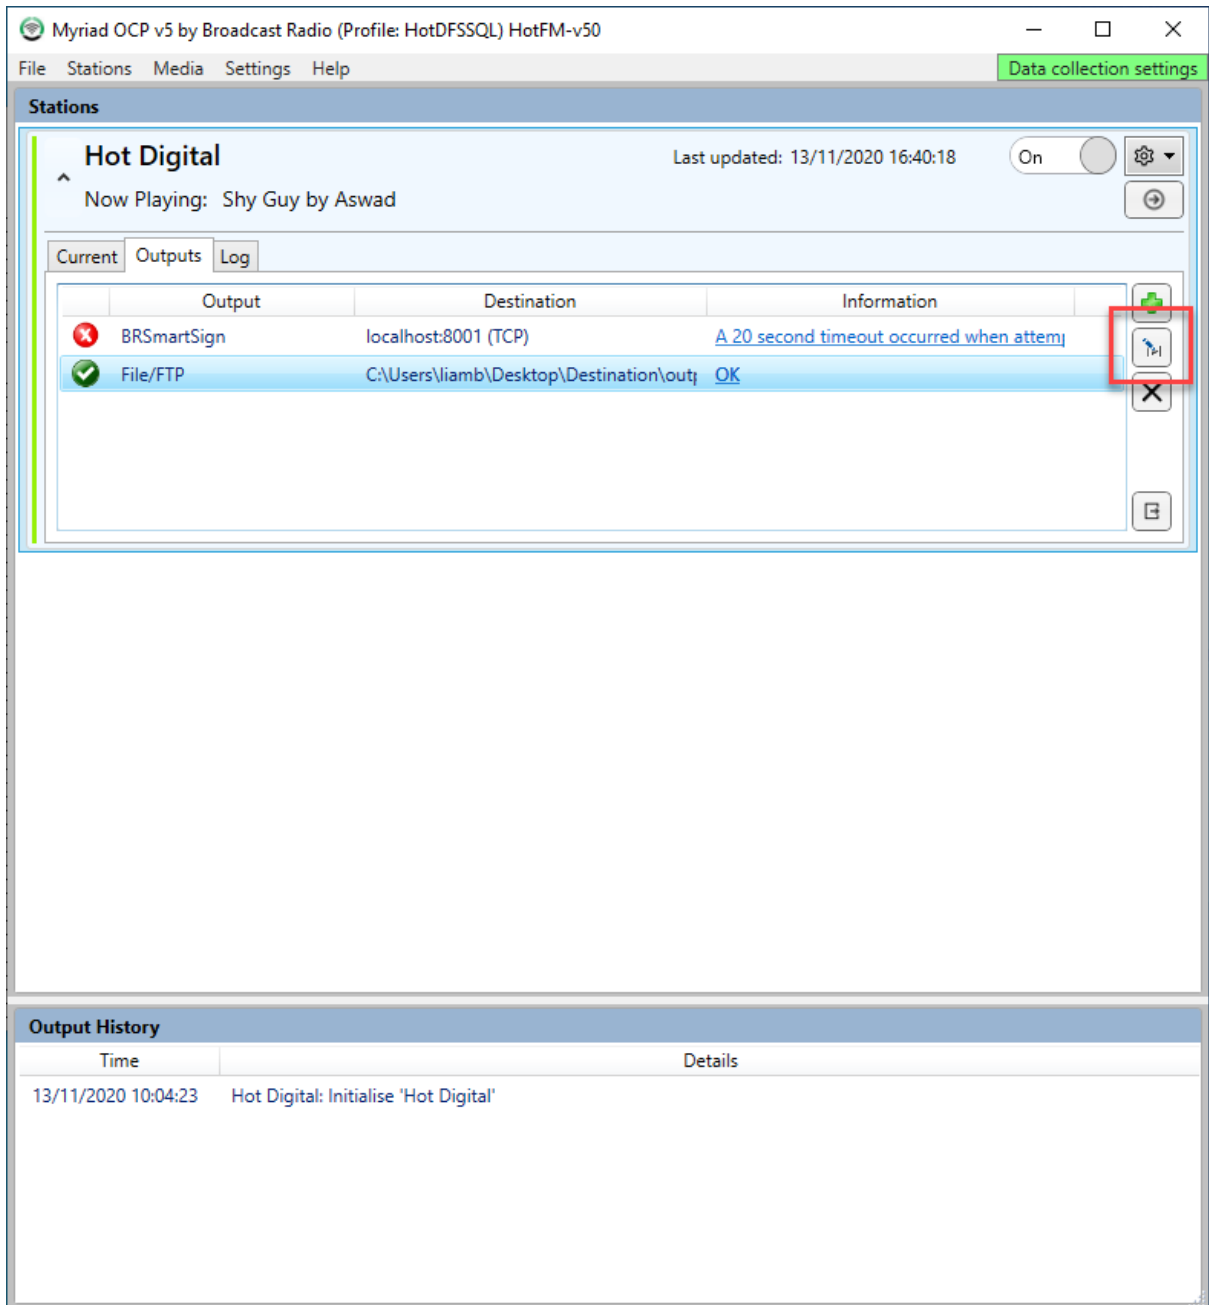 Myriad OCP v5 by Broadcast Radio (Profile: HotDFSSQL) HotFM-v50
File Stations Media Settings Help Data collection settings
Stations
Hot Digital Last updated: 13/11/2020 16:40:18 On
Now Playing: Shy Guy by Aswad
Current Outputs Log
Output Destination Information
BRSmartSign localhost:8001 (TCP) A 20 second timeout occurred when
File/FTP C:\Users\liamb\Desktop\Destination\ OK
Output History
Time Details
13/11/2020 10:04:23 Hot Digital: Initialise 'Hot Digital'